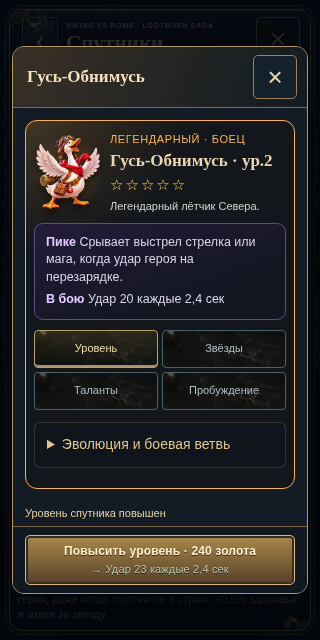 VIKING VS ROME · LOOTBORN SAGA
Спутники
Гусь-Обнимусь
ЛЕГЕНДАРНЫЙ · БОЕЦ
Гусь-Обнимусь · ур.2
☆☆☆☆☆
Легендарный лётчик Севера.
Пике Срывает выстрел стрелка или
мага, когда удар героя на
перезарядке.
В бою Удар 20 каждые 2,4 сек
Уровень
Звёзды
Таланты
Пробуждение
▶ Эволюция и боевая ветвь
Уровень спутника повышен
Повысить уровень · 240 золота
→ Удар 23 каждые 2,4 сек
героя, даже когда спутник не в строю: +0,5% здоровья
и атаки за звезду.